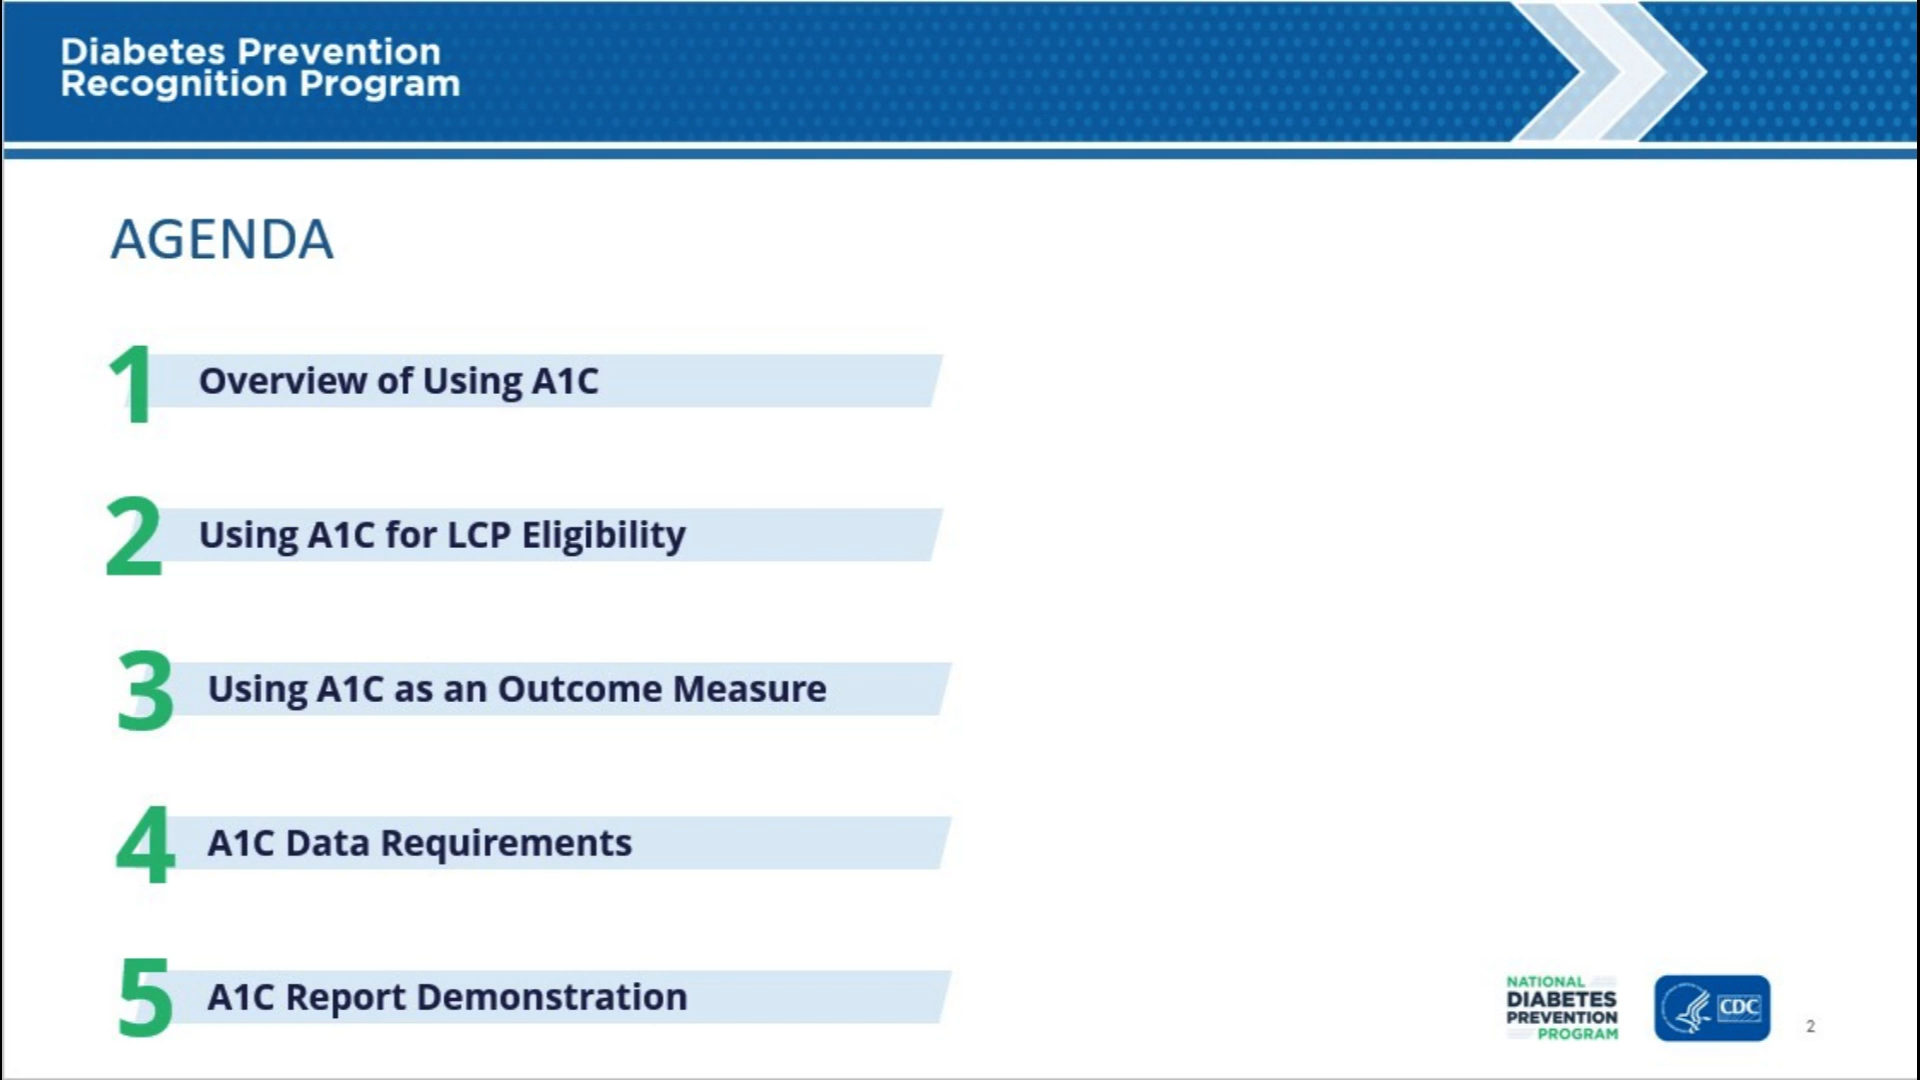 Diabetes Prevention
Recognition Program
AGENDA
1 Overview of Using A1C
2 Using A1C for LCP Eligibility
3 Using A1C as an Outcome Measure
4 A1C Data Requirements
5 A1C Report Demonstration
NATIONAL
DIABETES
PREVENTION
PROGRAM
CDC
2